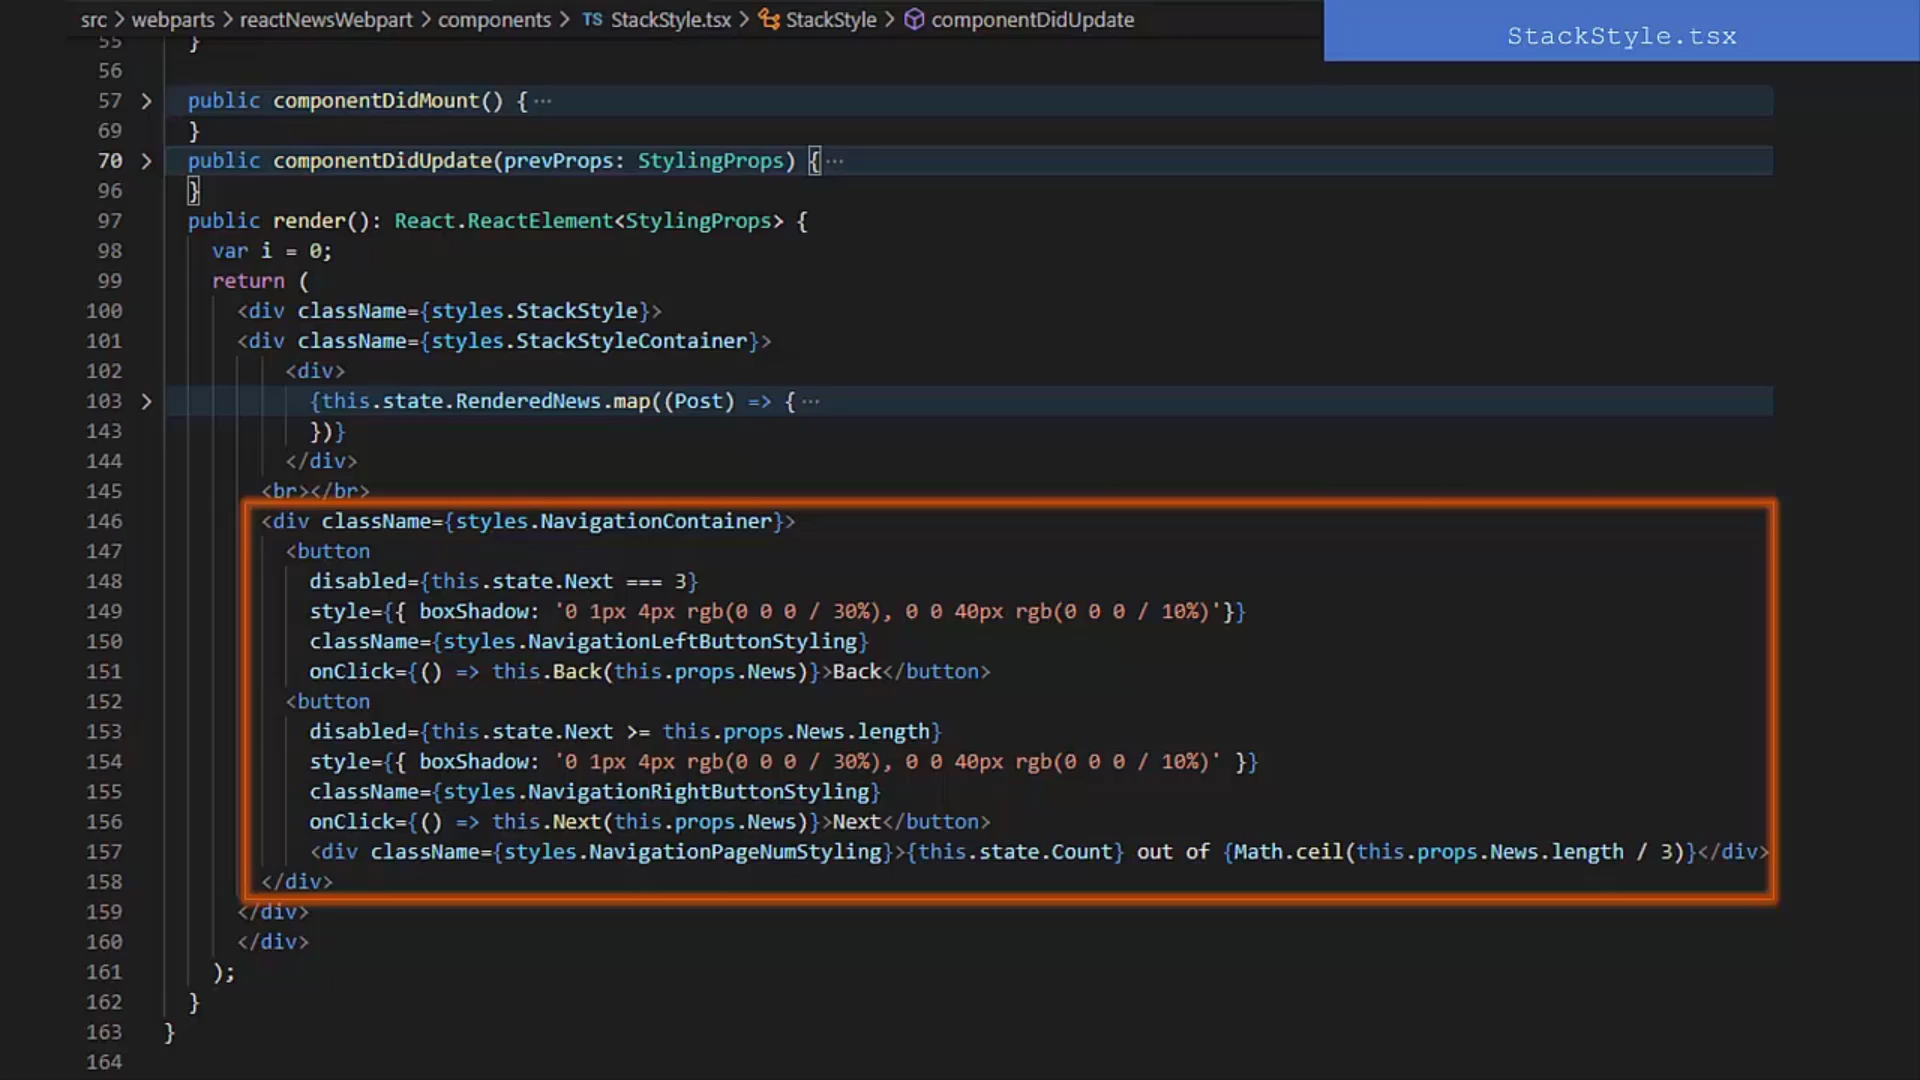 src > webparts > reactNewsWebpart > components > TS StackStyle.tsx > StackStyle > componentDidUpdate
StackStyle.tsx
55 }
56
57 > public componentDidMount() { ···
69 }
70 > public componentDidUpdate(prevProps: StylingProps) { ···
96 }
97 public render(): React.ReactElement<StylingProps> {
98 var i = 0;
99 return (
100 <div className={styles.StackStyle}>
101 <div className={styles.StackStyleContainer}>
102 <div>
103 > {this.state.RenderedNews.map((Post) => { ···
143 })}
144 </div>
145 <br></br>
146 <div className={styles.NavigationContainer}>
147 <button
148 disabled={this.state.Next === 3}
149 style={{ boxShadow: '0 1px 4px rgb(0 0 0 / 30%), 0 0 40px rgb(0 0 0 / 10%)'}}
150 className={styles.NavigationLeftButtonStyling}
151 onClick={() => this.Back(this.props.News)}>Back</button>
152 <button
153 disabled={this.state.Next >= this.props.News.length}
154 style={{ boxShadow: '0 1px 4px rgb(0 0 0 / 30%), 0 0 40px rgb(0 0 0 / 10%)' }}
155 className={styles.NavigationRightButtonStyling}
156 onClick={() => this.Next(this.props.News)}>Next</button>
157 <div className={styles.NavigationPageNumStyling}>{this.state.Count} out of {Math.ceil(this.props.News.length / 3)}</div>
158 </div>
159 </div>
160 </div>
161 );
162 }
163 }
164